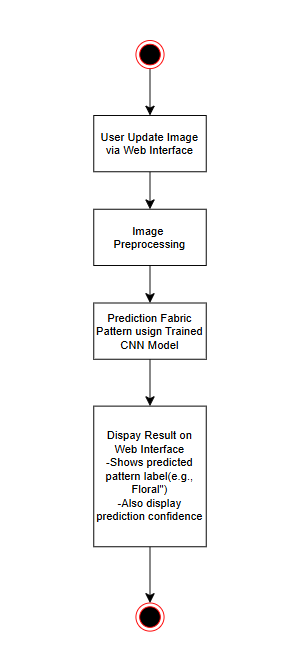 User Update Image
via Web Interface
Image
Preprocessing
Prediction Fabric
Pattern usign Trained
CNN Model
Dispay Result on
Web Interface
-Shows predicted
pattern label(e.g.,
Floral")
-Also display
prediction confidence